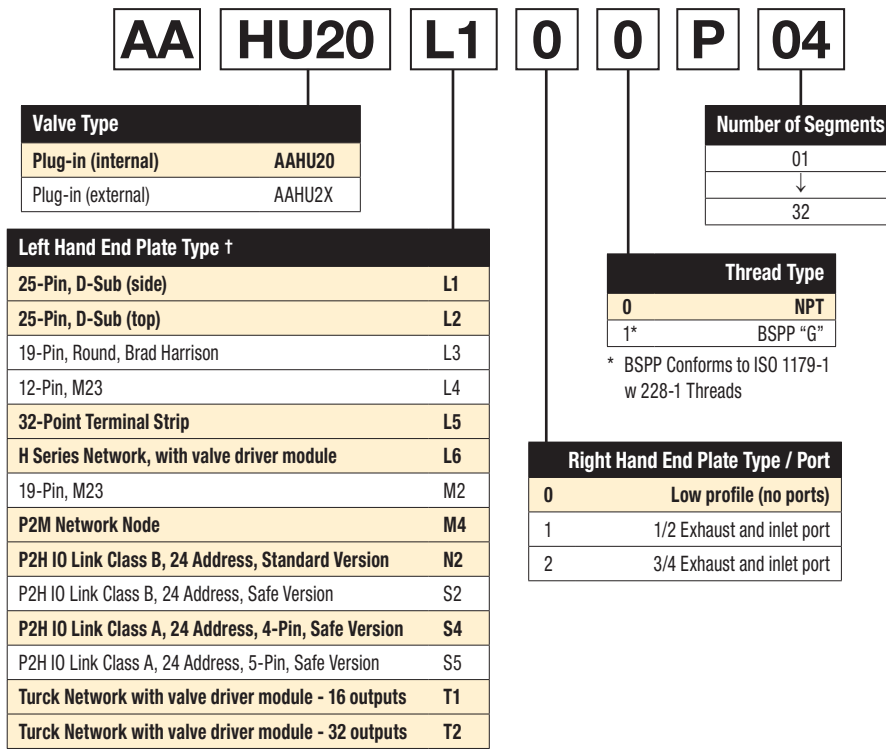 AA HU20 L1 0 0 P 04
Valve Type
Plug-in (internal) AAHU20
Plug-in (external) AAHU2X
Number of Segments
01
↓
32
Left Hand End Plate Type †
25-Pin, D-Sub (side) L1
25-Pin, D-Sub (top) L2
19-Pin, Round, Brad Harrison L3
12-Pin, M23 L4
32-Point Terminal Strip L5
H Series Network, with valve driver module L6
19-Pin, M23 M2
P2M Network Node M4
P2H IO Link Class B, 24 Address, Standard Version N2
P2H IO Link Class B, 24 Address, Safe Version S2
P2H IO Link Class A, 24 Address, 4-Pin, Safe Version S4
P2H IO Link Class A, 24 Address, 5-Pin, Safe Version S5
Turck Network with valve driver module - 16 outputs T1
Turck Network with valve driver module - 32 outputs T2
Thread Type
0 NPT
1* BSPP “G”
* BSPP Conforms to ISO 1179-1
w 228-1 Threads
Right Hand End Plate Type / Port
0 Low profile (no ports)
1 1/2 Exhaust and inlet port
2 3/4 Exhaust and inlet port